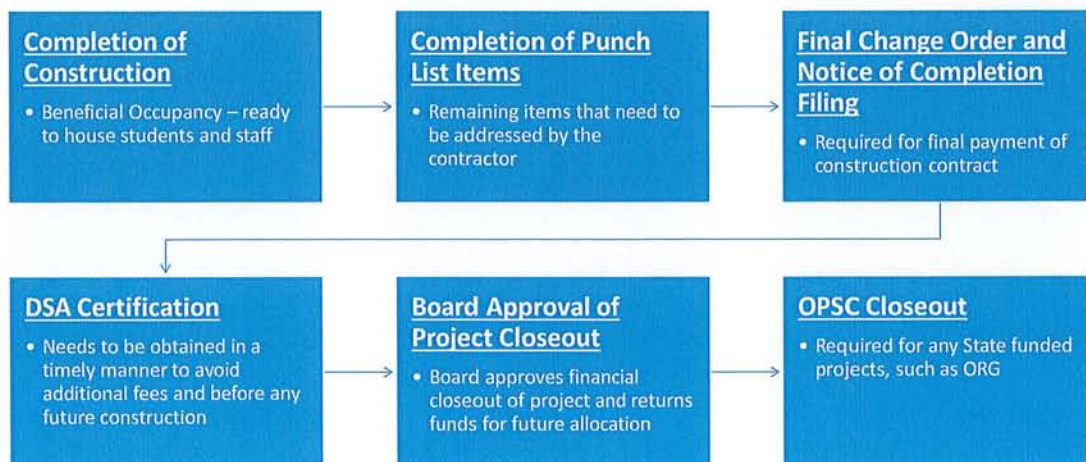 Completion of
Construction
• Beneficial Occupancy – ready
to house students and staff
Completion of Punch
List Items
• Remaining items that need to
be addressed by the
contractor
Final Change Order and
Notice of Completion
Filing
• Required for final payment of
construction contract
DSA Certification
• Needs to be obtained in a
timely manner to avoid
additional fees and before any
future construction
Board Approval of
Project Closeout
• Board approves financial
closeout of project and returns
funds for future allocation
OPSC Closeout
• Required for any State funded
projects, such as ORG